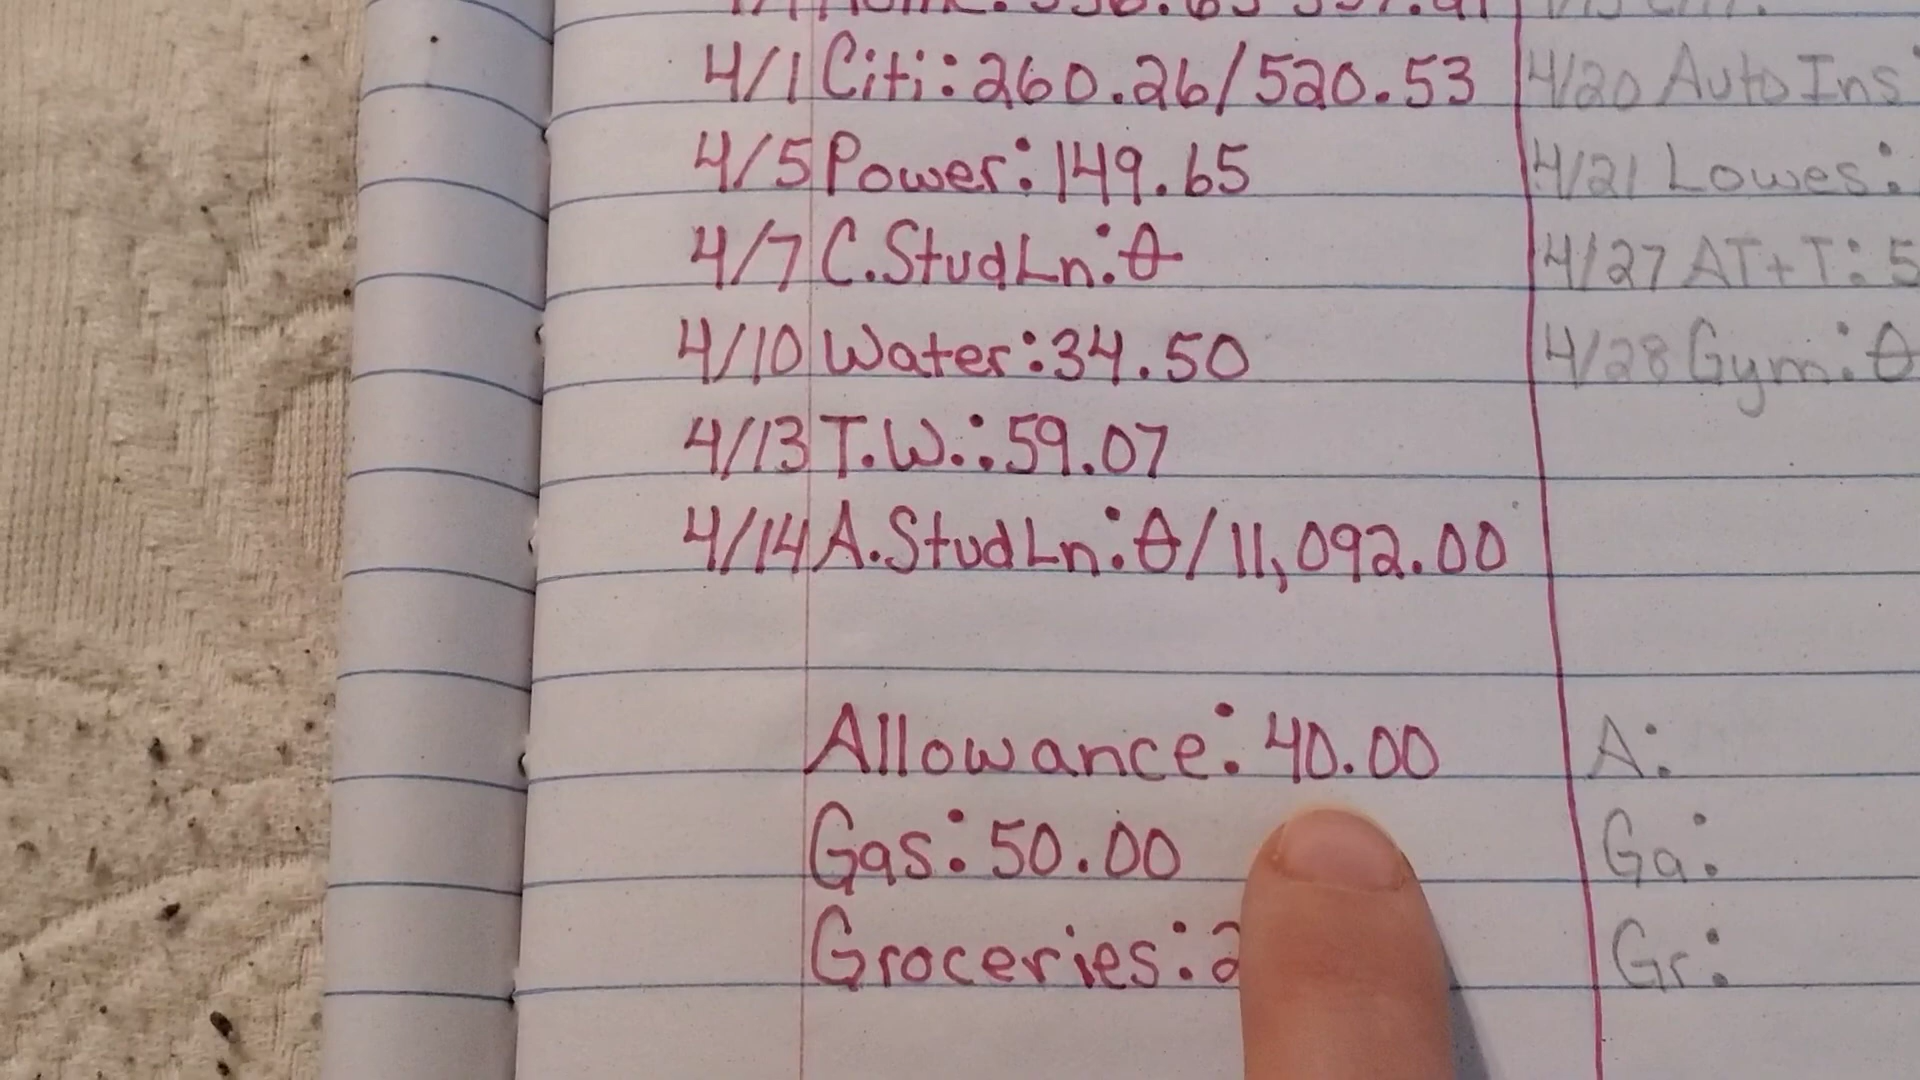 4/1 Citi: 260.26/520.53
4/5 Power: 149.65
4/7 C.StudLn: θ
4/10 Water: 34.50
4/13 T.W.: 59.07
4/14 A.StudLn: θ/11,092.00
Allowance: 40.00
Gas: 50.00
Groceries: 2
4/20 Auto Ins
4/21 Lowes:
4/27 AT+T: 5
4/28 Gym: θ
A:
Ga:
Gr: